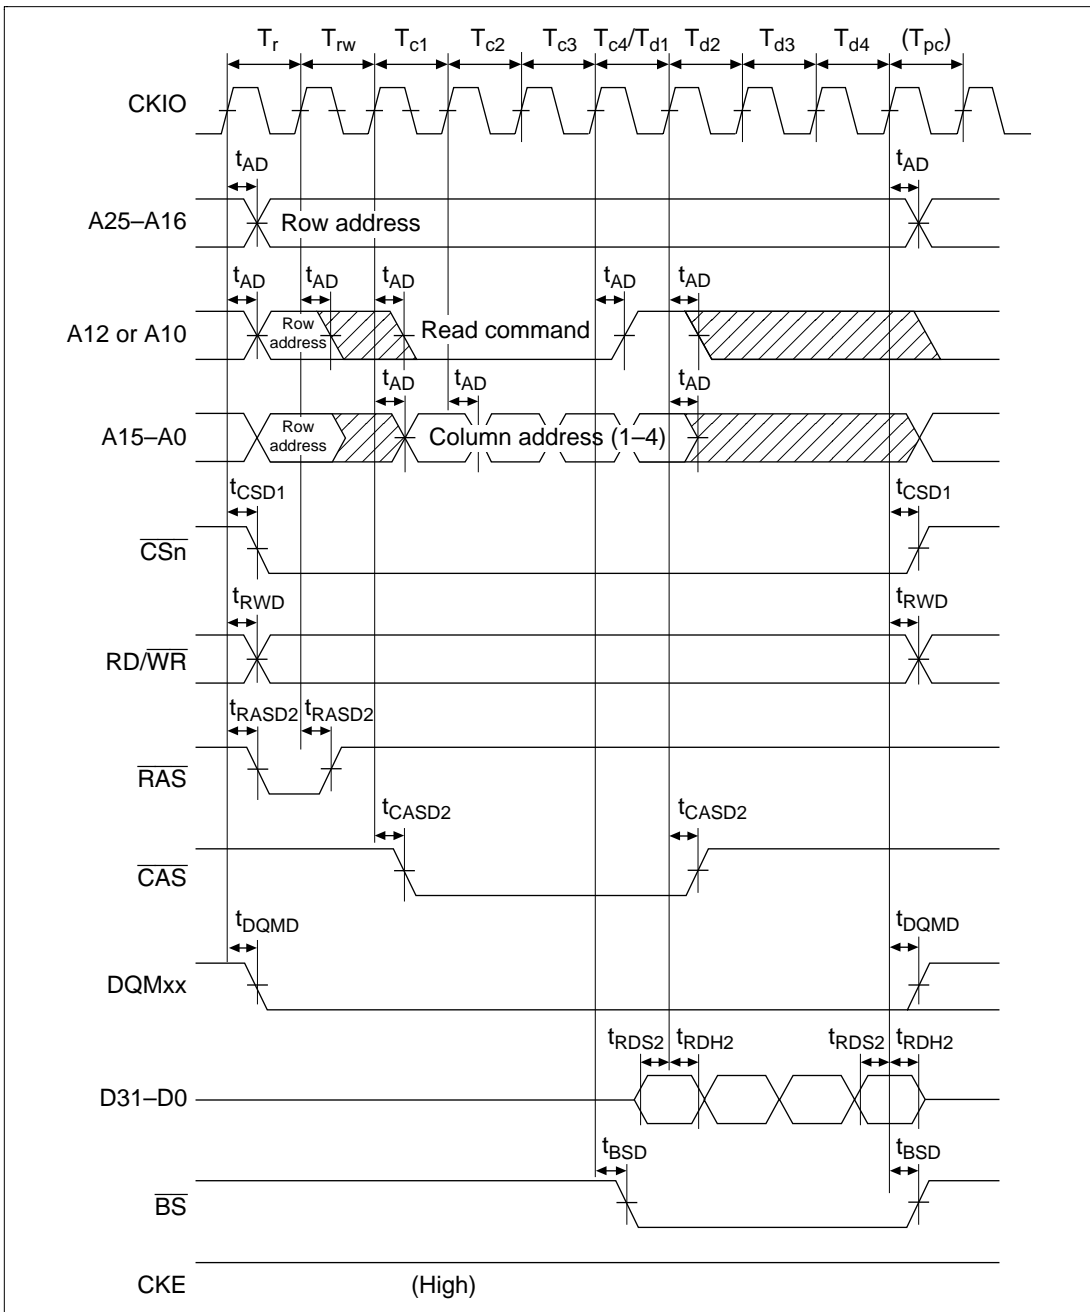 Tr Trw Tc1 Tc2 Tc3 Tc4/Td1 Td2 Td3 Td4 (Tpc)
CKIO
tAD tAD
A25–A16 Row address
tAD tAD tAD tAD tAD
A12 or A10 Row address Read command
tAD tAD tAD
A15–A0 Row address Column address (1–4)
tCSD1 tCSD1
CSn
tRWD tRWD
RD/WR
tRASD2 tRASD2
RAS
tCASD2 tCASD2
CAS
tDQMD tDQMD
DQMxx
tRDS2 tRDH2 tRDS2 tRDH2
D31–D0
tBSD tBSD
BS
CKE (High)